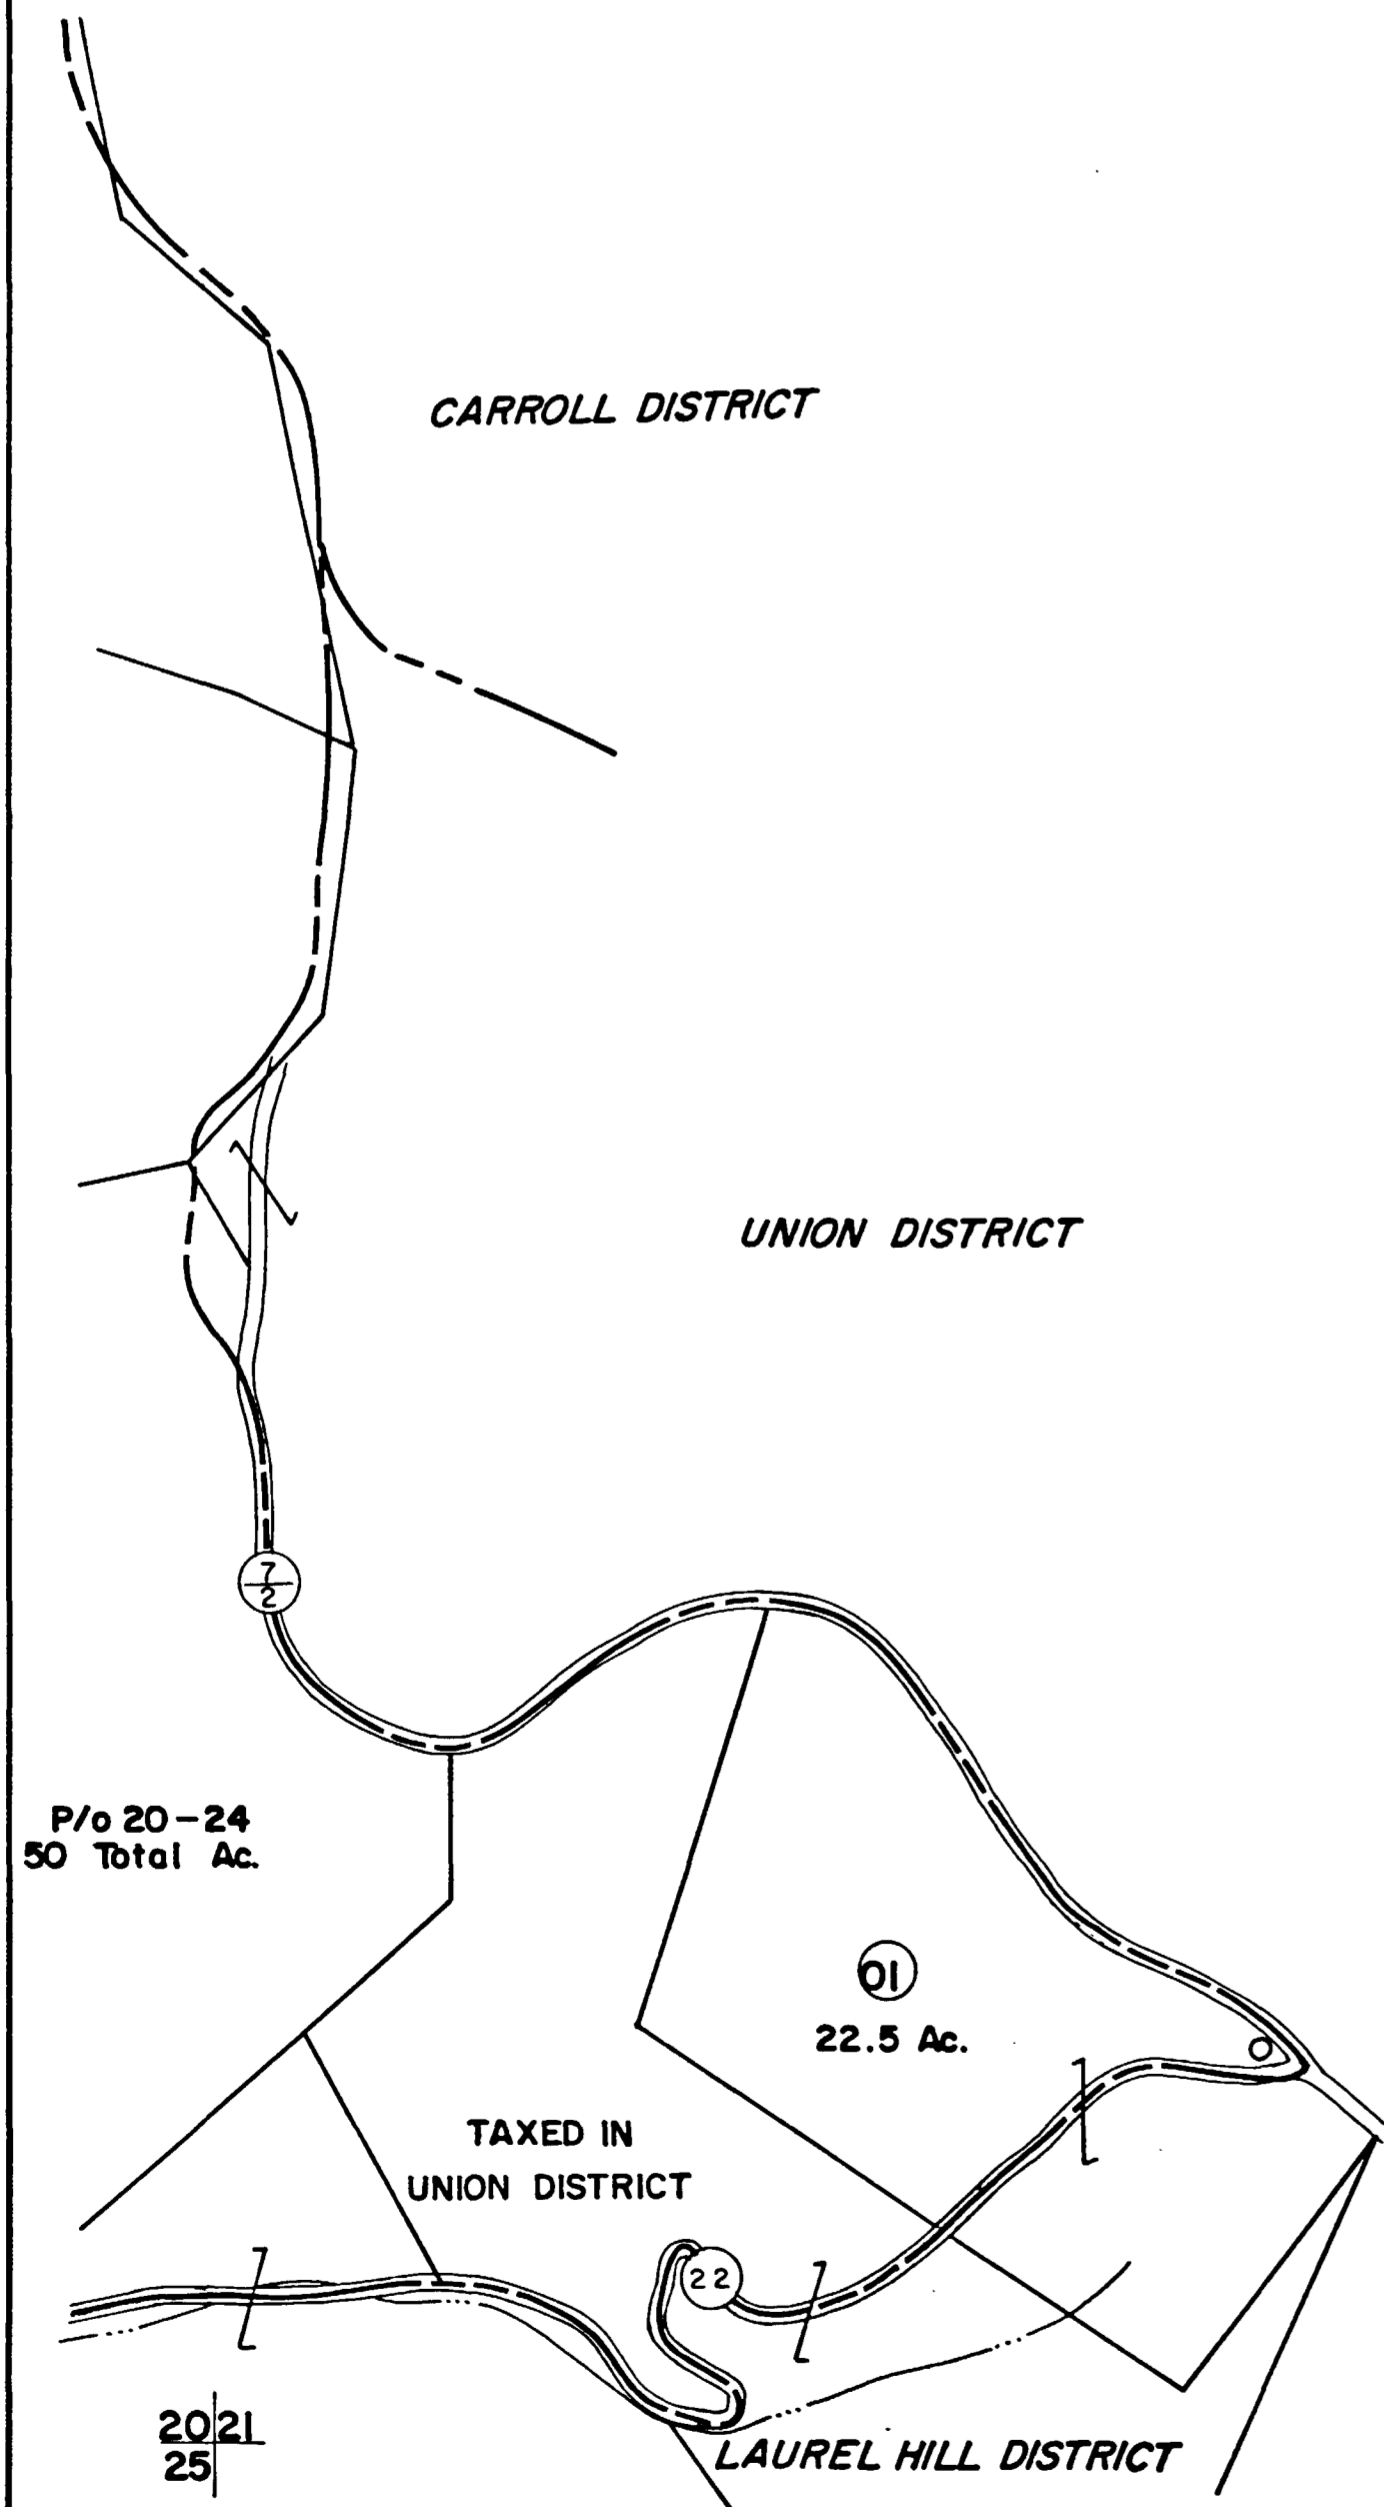 CARROLL DISTRICT
UNION DISTRICT
7
2
P/o 20-24
50 Total Ac.
01
22.5 Ac.
TAXED IN
UNION DISTRICT
22
20 21
25
LAUREL HILL DISTRICT